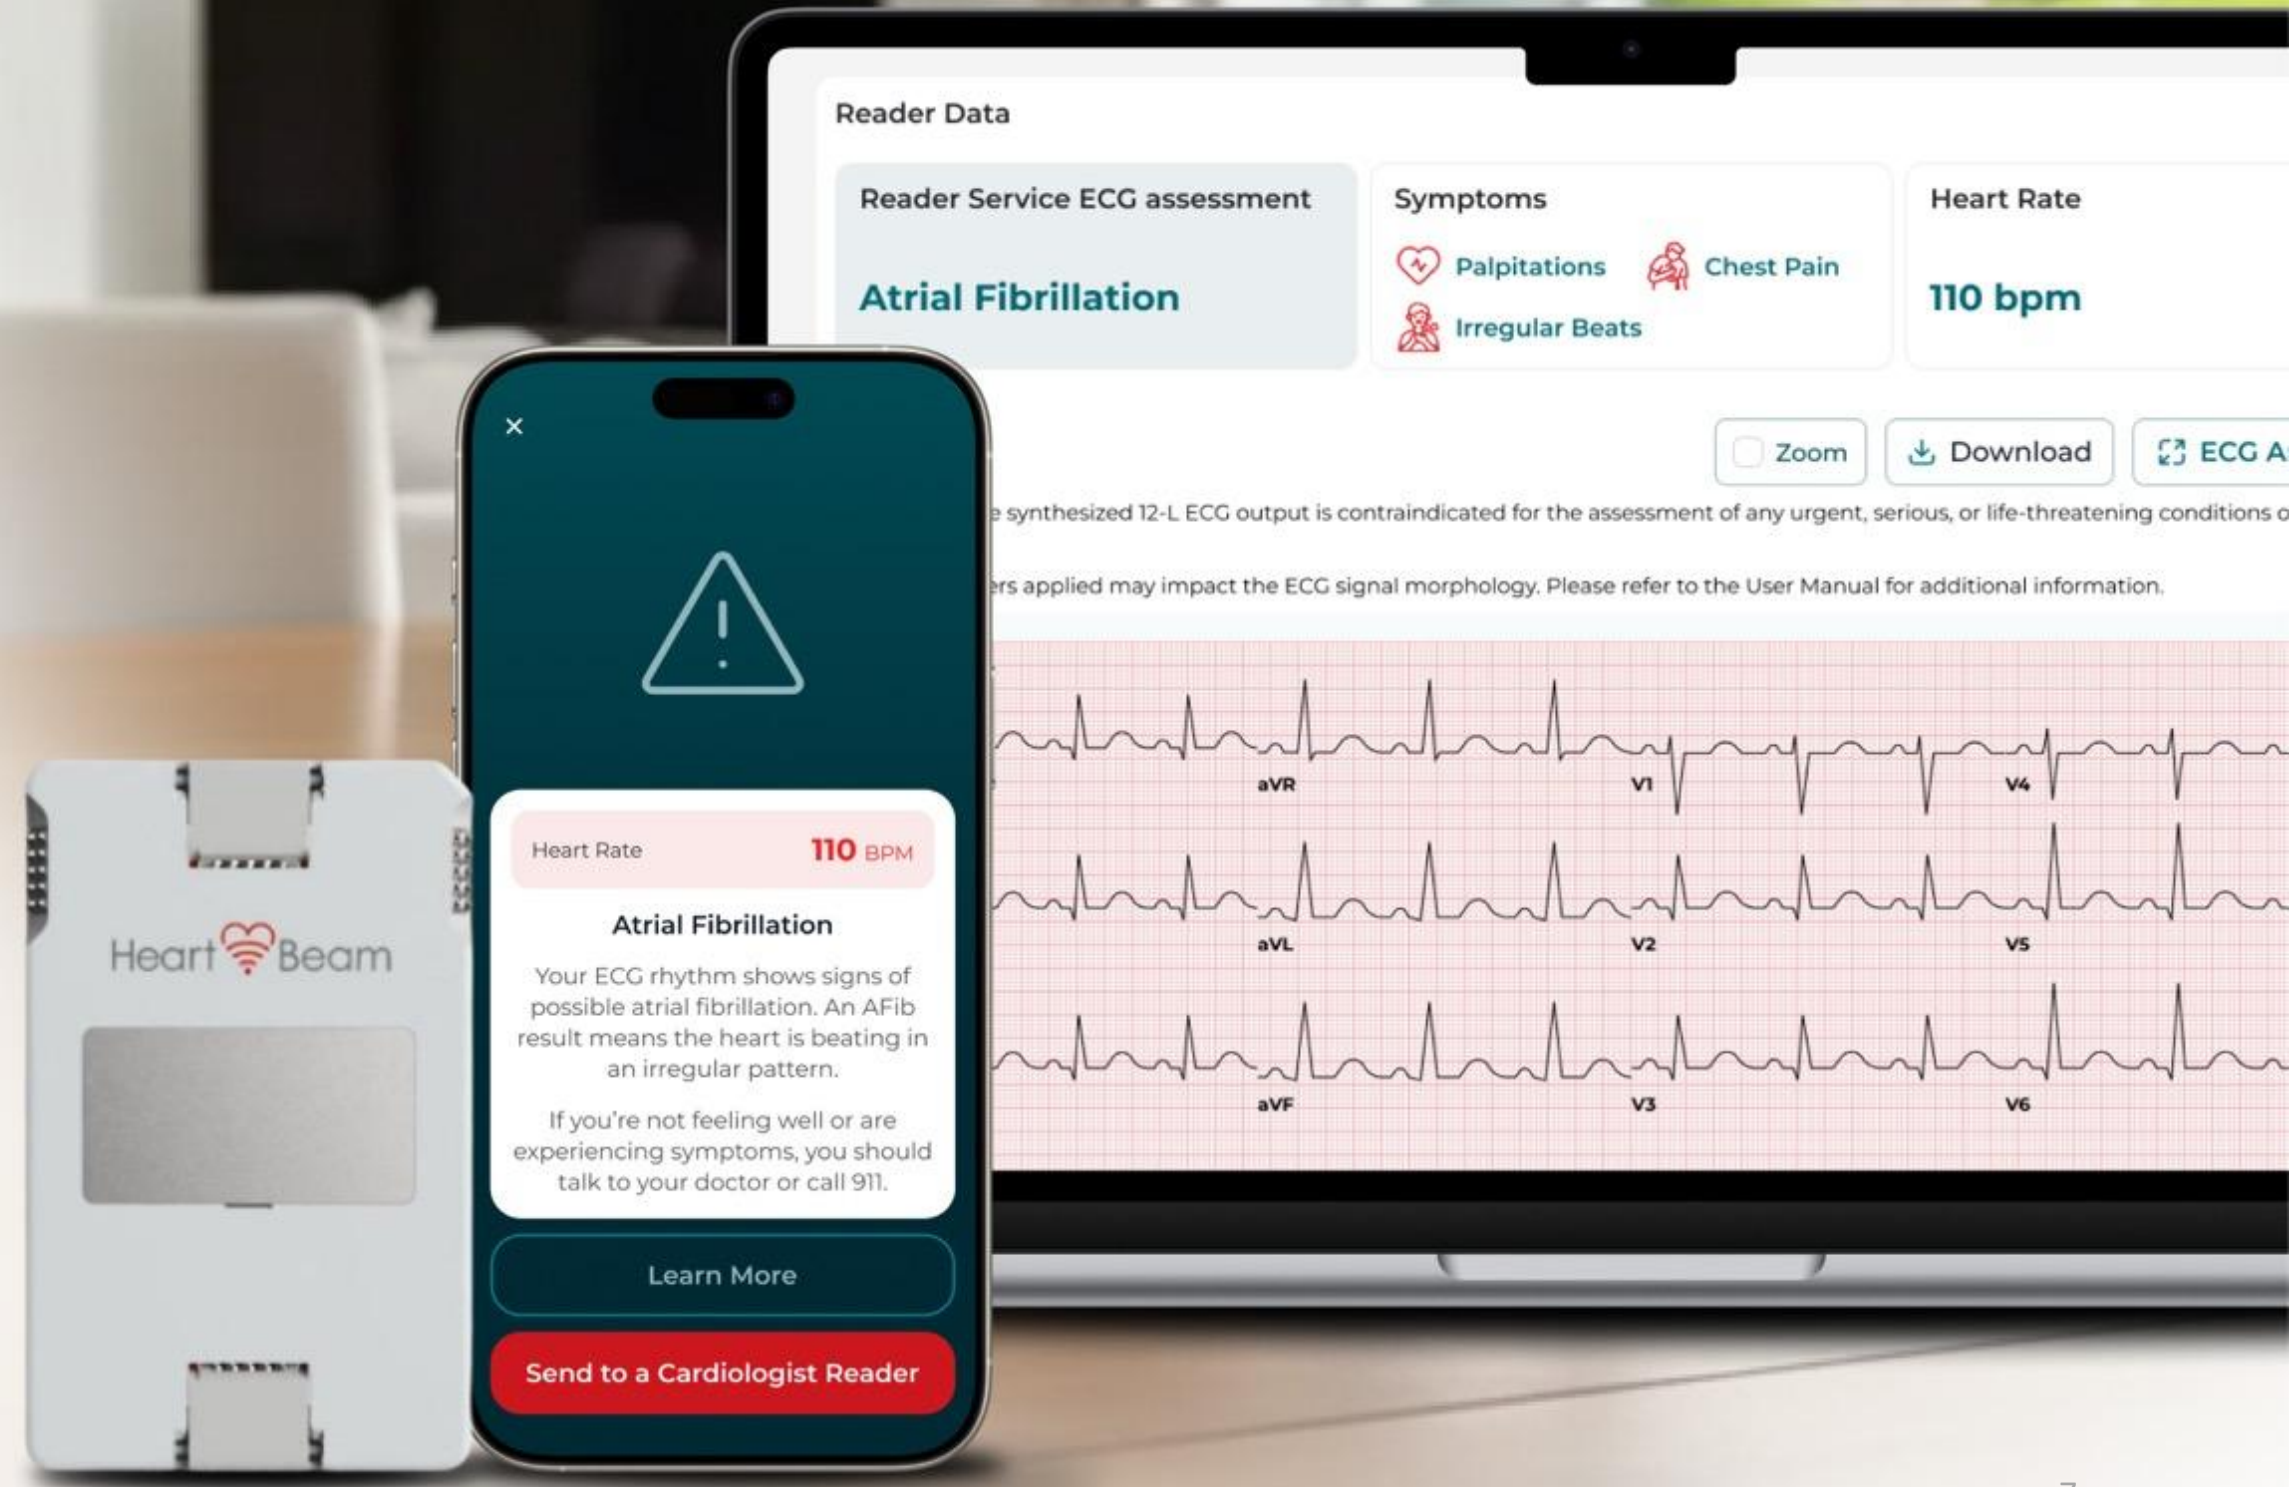 Reader Data
Reader Service ECG assessment
Atrial Fibrillation
Symptoms
Palpitations
Chest Pain
Irregular Beats
Heart Rate
110 bpm
Zoom
Download
ECG
synthesized 12-L ECG output is contraindicated for the assessment of any urgent, serious, or life-threatening conditions
applied may impact the ECG signal morphology. Please refer to the User Manual for additional information.
aVR
V1
V4
aVL
V2
V5
aVF
V3
V6
Heart Rate
110 BPM
Atrial Fibrillation
Your ECG rhythm shows signs of
possible atrial fibrillation. An AFib
result means the heart is beating in
an irregular pattern.
If you're not feeling well or are
experiencing symptoms, you should
talk to your doctor or call 911.
Learn More
Send to a Cardiologist Reader
Heart Beam